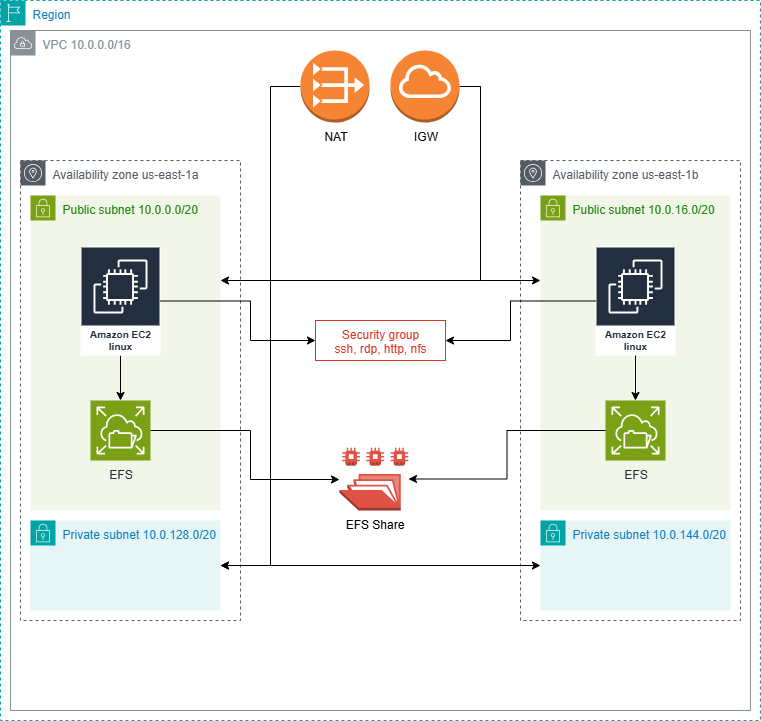 Region
VPC 10.0.0.0/16
NAT
IGW
Availability zone us-east-1a
Availability zone us-east-1b
Public subnet 10.0.0.0/20
Public subnet 10.0.16.0/20
Amazon EC2
linux
Security group
ssh, rdp, http, nfs
Amazon EC2
linux
EFS
EFS
EFS Share
Private subnet 10.0.128.0/20
Private subnet 10.0.144.0/20